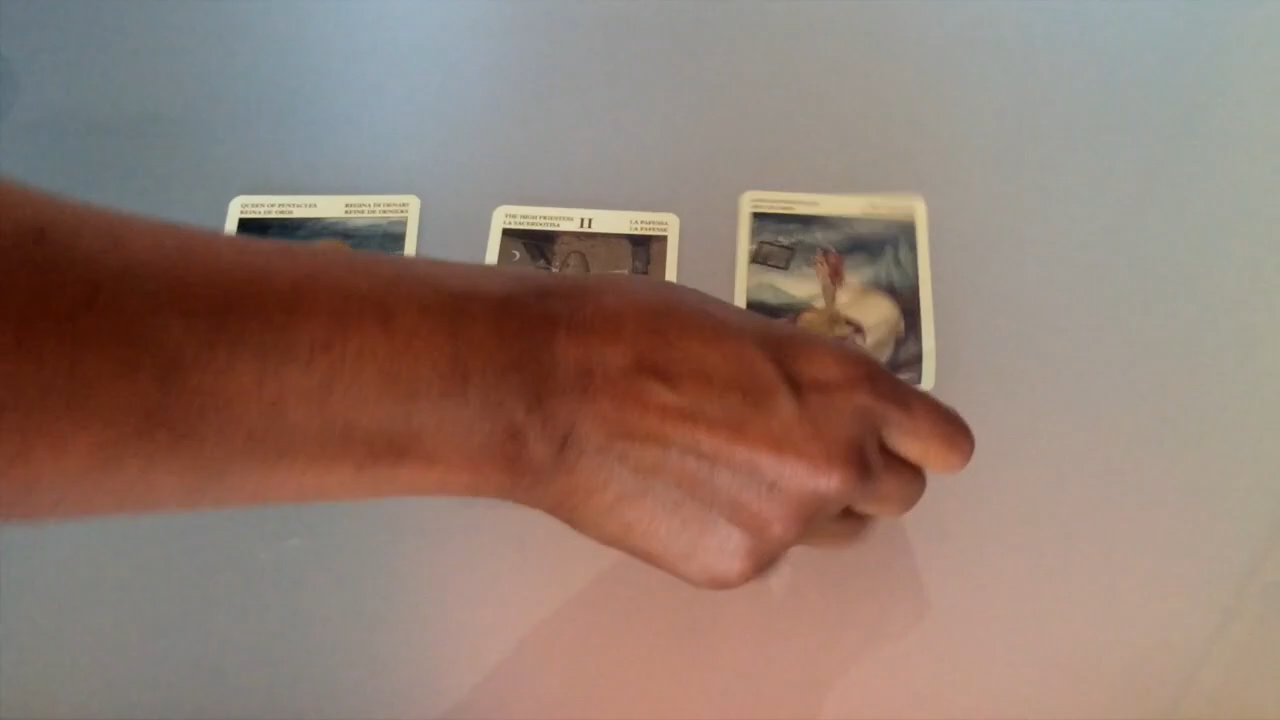 QUEEN OF PENTACLES REGINA DI DENARI
REINA DE OROS REINE DE DENIERS
THE HIGH PRIESTESS II LA PAPESSA
LA SACERDOTISA LA PAPESSE